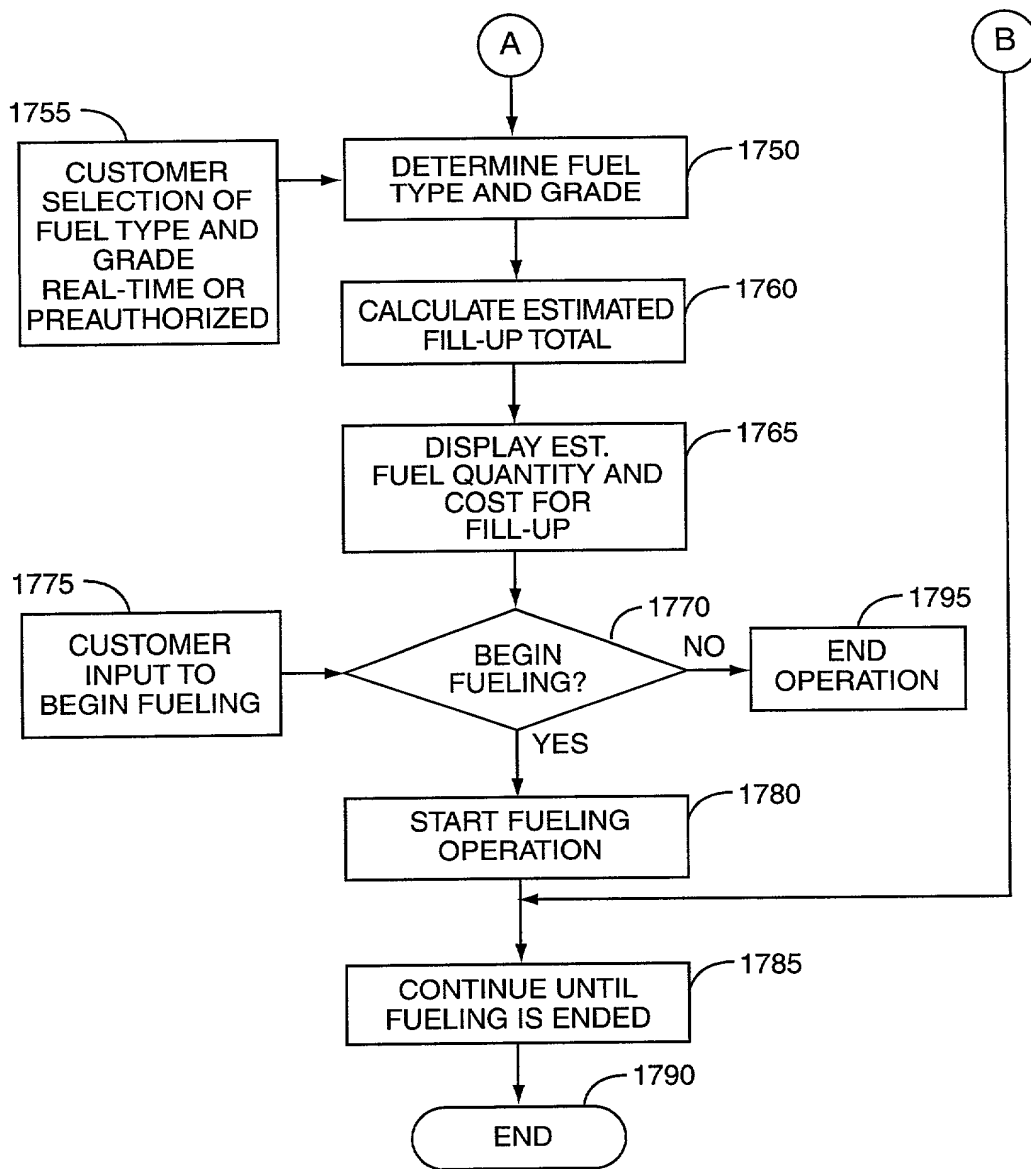 A
B
1755
CUSTOMER
SELECTION OF
FUEL TYPE AND
GRADE
REAL-TIME OR
PREAUTHORIZED
1750
DETERMINE FUEL
TYPE AND GRADE
1760
CALCULATE ESTIMATED
FILL-UP TOTAL
1765
DISPLAY EST.
FUEL QUANTITY AND
COST FOR
FILL-UP
1775
CUSTOMER
INPUT TO
BEGIN FUELING
1770
BEGIN
FUELING?
NO
YES
1795
END
OPERATION
1780
START FUELING
OPERATION
1785
CONTINUE UNTIL
FUELING IS ENDED
1790
END